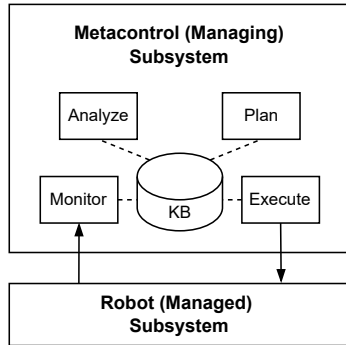 Metacontrol (Managing)
Subsystem
Analyze
Plan
Monitor
KB
Execute
Robot (Managed)
Subsystem